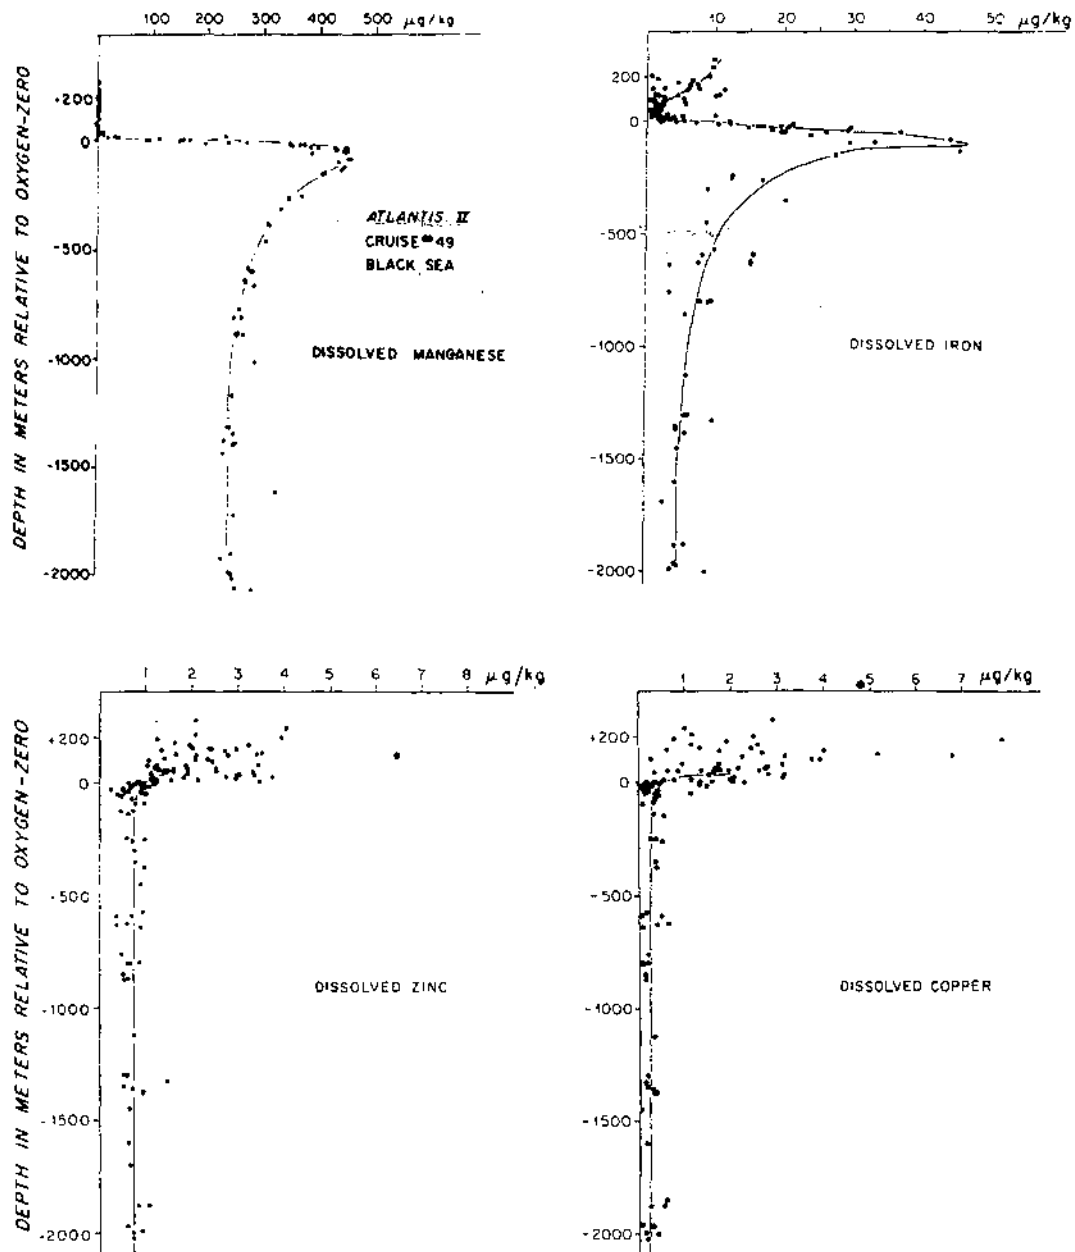 100 200 300 400 500 μg/kg
+200
0
-500
-1000
-1500
-2000
DEPTH IN METERS RELATIVE TO OXYGEN-ZERO
ATLANTIS II
CRUISE #49
BLACK SEA
DISSOLVED MANGANESE
10 20 30 40 50 μg/kg
200
0
-500
-1000
-1500
-2000
DISSOLVED IRON
1 2 3 4 5 6 7 8 μg/kg
+200
0
-500
-1000
-1500
-2000
DEPTH IN METERS RELATIVE TO OXYGEN-ZERO
DISSOLVED ZINC
1 2 3 4 5 6 7 μg/kg
+200
0
-500
-1000
-1500
-2000
DISSOLVED COPPER